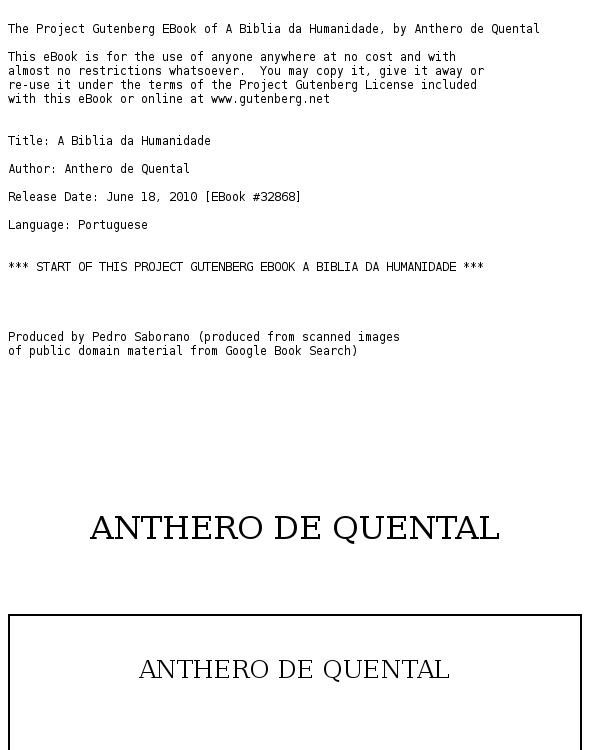 The Project Gutenberg EBook of A Biblia da Humanidade, by Anthero de Quental
This eBook is for the use of anyone anywhere at no cost and with
almost no restrictions whatsoever.  You may copy it, give it away or
re-use it under the terms of the Project Gutenberg License included
with this eBook or online at www.gutenberg.net
Title: A Biblia da Humanidade
Author: Anthero de Quental
Release Date: June 18, 2010 [EBook #32868]
Language: Portuguese
*** START OF THIS PROJECT GUTENBERG EBOOK A BIBLIA DA HUMANIDADE ***
Produced by Pedro Saborano (produced from scanned images
of public domain material from Google Book Search)
ANTHERO DE QUENTAL
ANTHERO DE QUENTAL